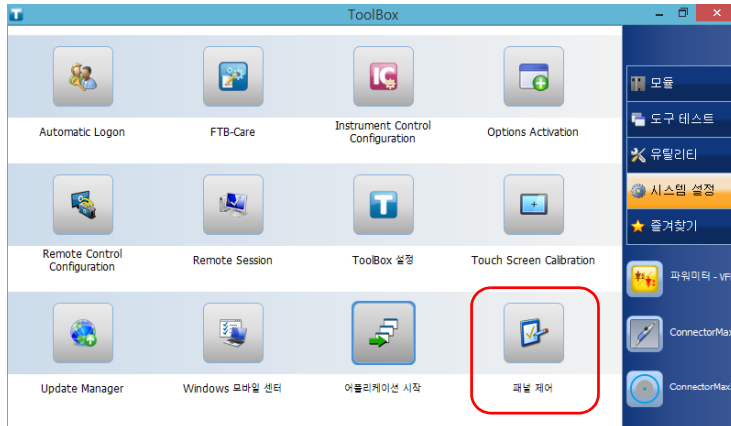 ToolBox
Automatic Logon
FTB-Care
Instrument Control
Configuration
Options Activation
Remote Control
Configuration
Remote Session
ToolBox 설정
Touch Screen Calibration
Update Manager
Windows 모바일 센터
어플리케이션 시작
패널 제어
모듈
도구 테스트
유틸리티
시스템 설정
즐겨찾기
파워미터 - VF
ConnectorMax
ConnectorMax